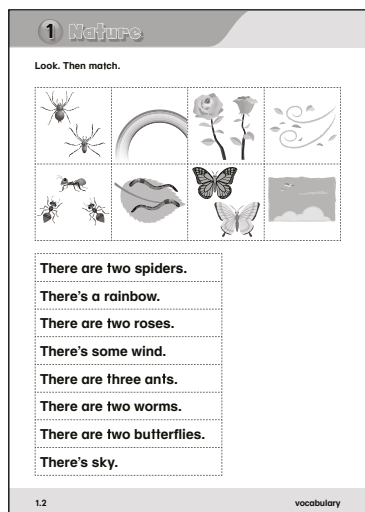 1 Nature
Look. Then match.
There are two spiders.
There's a rainbow.
There are two roses.
There's some wind.
There are three ants.
There are two worms.
There are two butterflies.
There's sky.
1.2 vocabulary